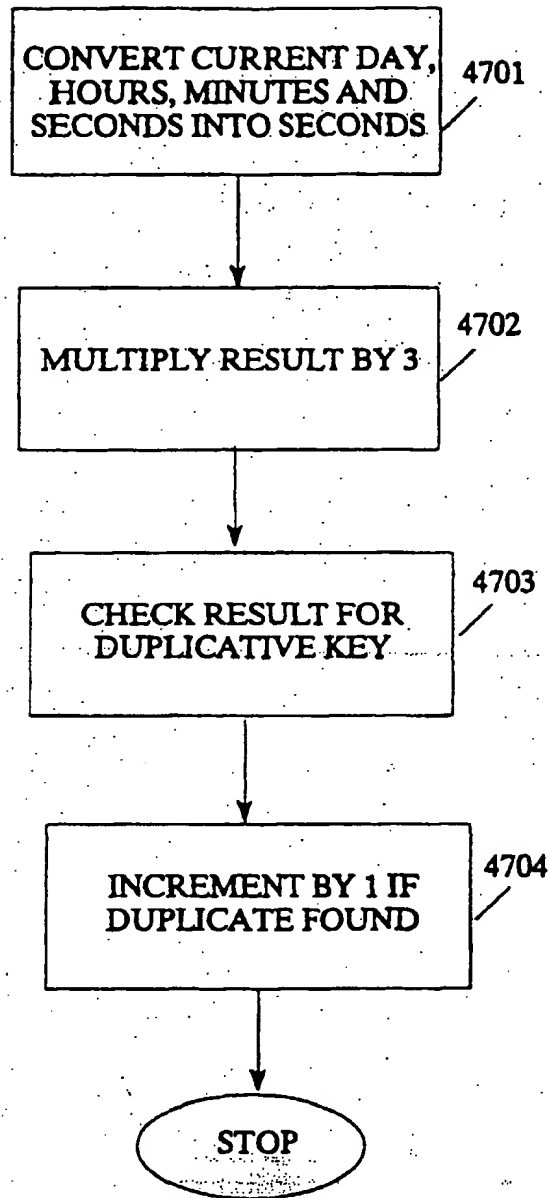 CONVERT CURRENT DAY,
HOURS, MINUTES AND
SECONDS INTO SECONDS
4701
MULTIPLY RESULT BY 3
4702
CHECK RESULT FOR
DUPLICATIVE KEY
4703
INCREMENT BY 1 IF
DUPLICATE FOUND
4704
STOP